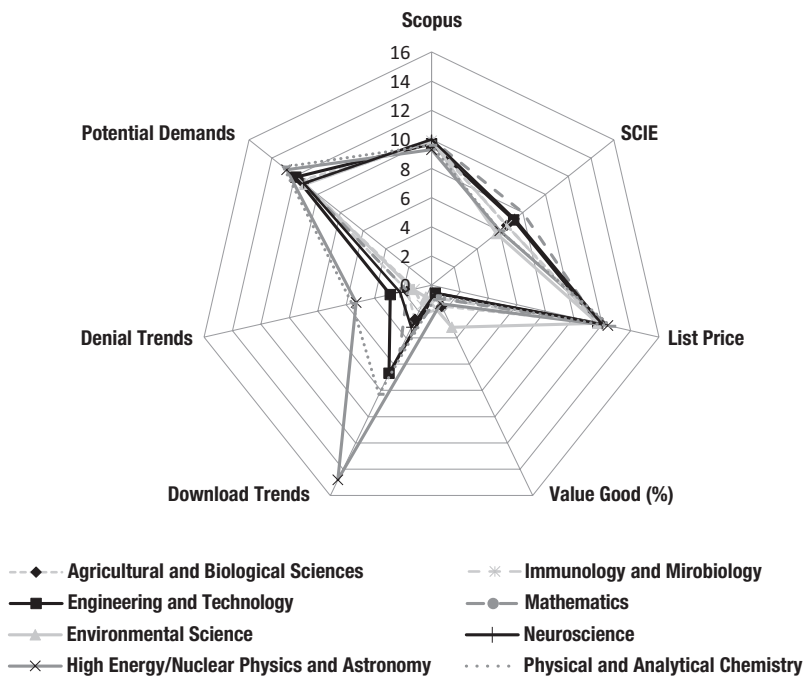 Scopus
16
14
12
10
8
6
4
2
0
Potential Demands
SCIE
Denial Trends
List Price
Download Trends
Value Good (%)
Agricultural and Biological Sciences
Immunology and Mirobiology
Engineering and Technology
Mathematics
Environmental Science
Neuroscience
High Energy/Nuclear Physics and Astronomy
Physical and Analytical Chemistry